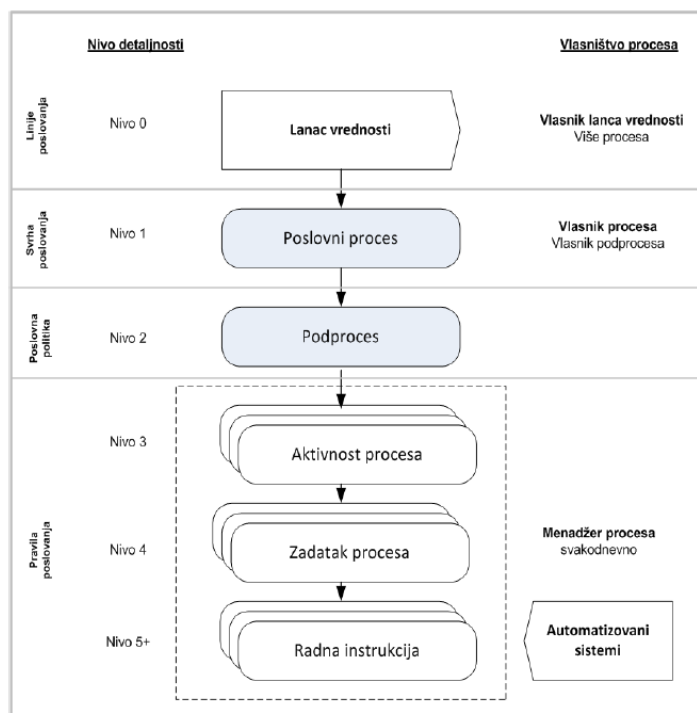 Nivo detaljnosti
Vlasništvo procesa
Linije
poslovanja
Nivo 0
Lanac vrednosti
Vlasnik lanca vrednosti
Više procesa
Svrha
poslovanja
Nivo 1
Poslovni proces
Vlasnik procesa
Vlasnik podprocesa
Poslovna
politika
Nivo 2
Podproces
Pravila
poslovanja
Nivo 3
Aktivnost procesa
Nivo 4
Zadatak procesa
Menadžer procesa
svakodnevno
Nivo 5+
Radna instrukcija
Automatizovani
sistemi